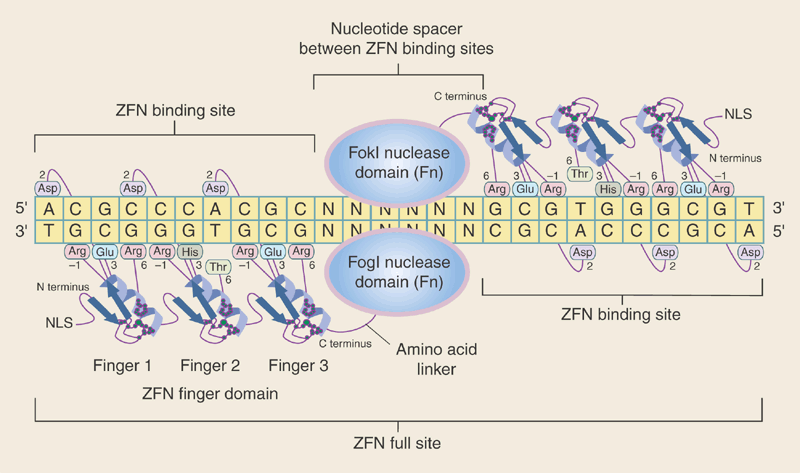 Nucleotide spacer
between ZFN binding sites
ZFN binding site
C terminus
NLS
N terminus
FokI nuclease
domain (Fn)
2 2 2
Asp Asp Asp
6 3 –1 6 3 –1 6 3 –1
Arg Glu Arg Thr His Arg Arg Glu Arg
5' A C G C C C A C G C N N N N N N G C G T G G G C G T 3'
3' T G C G G G T G C G N N N N N N C G C A C C C G C A 5'
Arg Glu Arg Arg His Thr Arg Glu Arg
–1 3 6 –1 3 6 –1 3 6
Asp Asp Asp
2 2 2
FogI nuclease
domain (Fn)
N terminus
NLS
C terminus
ZFN binding site
Amino acid
linker
Finger 1 Finger 2 Finger 3
ZFN finger domain
ZFN full site